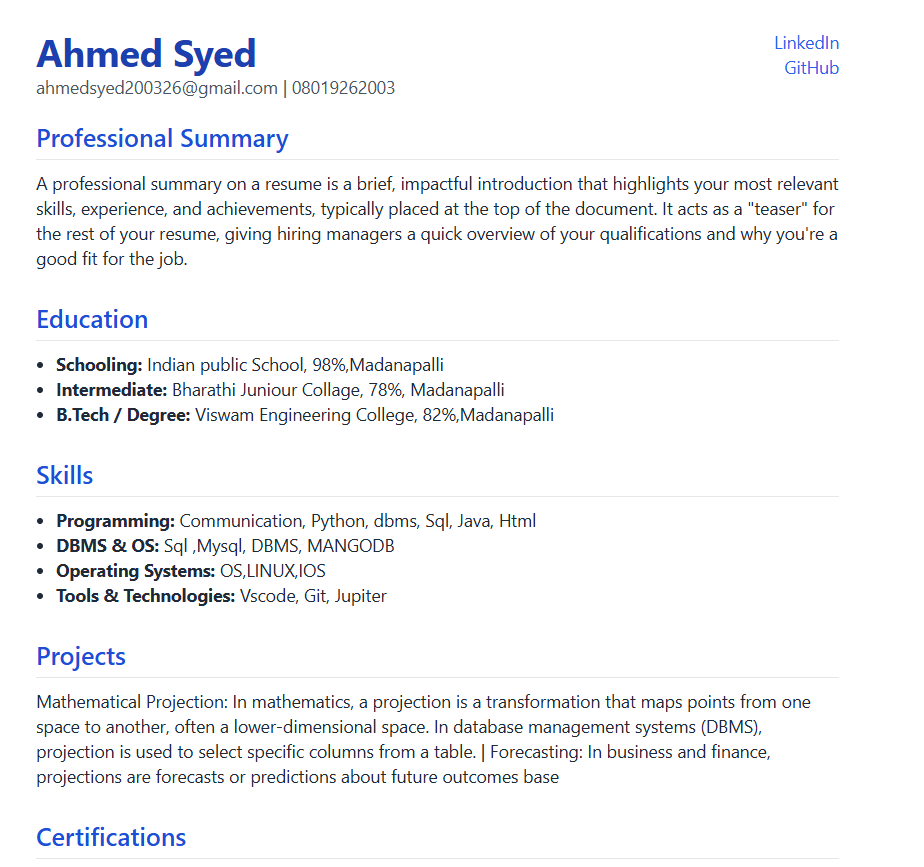 Ahmed Syed
LinkedIn
GitHub
ahmedsyed200326@gmail.com | 08019262003
Professional Summary
A professional summary on a resume is a brief, impactful introduction that highlights your most relevant
skills, experience, and achievements, typically placed at the top of the document. It acts as a "teaser" for
the rest of your resume, giving hiring managers a quick overview of your qualifications and why you're a
good fit for the job.
Education
• Schooling: Indian public School, 98%,Madanapalli
• Intermediate: Bharathi Juniour Collage, 78%, Madanapalli
• B.Tech / Degree: Viswam Engineering College, 82%,Madanapalli
Skills
• Programming: Communication, Python, dbms, Sql, Java, Html
• DBMS & OS: Sql ,Mysql, DBMS, MANGODB
• Operating Systems: OS,LINUX,IOS
• Tools & Technologies: Vscode, Git, Jupiter
Projects
Mathematical Projection: In mathematics, a projection is a transformation that maps points from one
space to another, often a lower-dimensional space. In database management systems (DBMS),
projection is used to select specific columns from a table. | Forecasting: In business and finance,
projections are forecasts or predictions about future outcomes base
Certifications